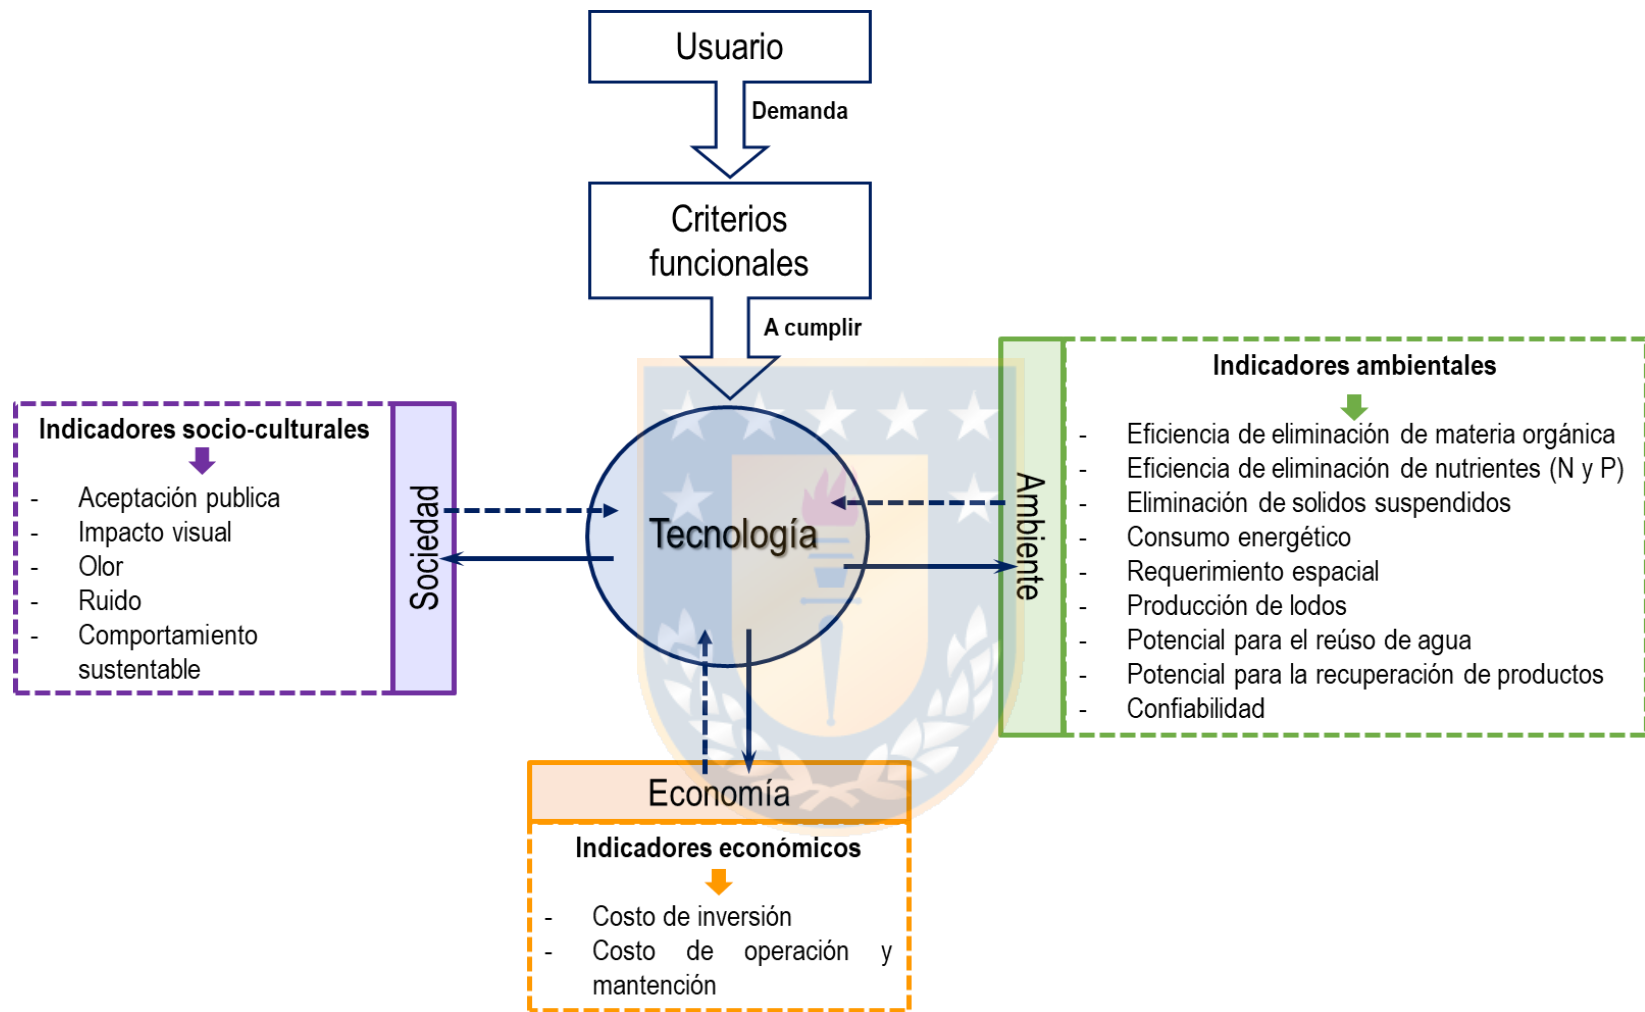 Usuario
Demanda
Criterios
funcionales
A cumplir
Tecnología
Indicadores socio-culturales
- Aceptación publica
- Impacto visual
- Olor
- Ruido
- Comportamiento
sustentable
Sociedad
Ambiente
Indicadores ambientales
- Eficiencia de eliminación de materia orgánica
- Eficiencia de eliminación de nutrientes (N y P)
- Eliminación de solidos suspendidos
- Consumo energético
- Requerimiento espacial
- Producción de lodos
- Potencial para el reúso de agua
- Potencial para la recuperación de productos
- Confiabilidad
Economía
Indicadores económicos
- Costo de inversión
- Costo de operación y
mantención